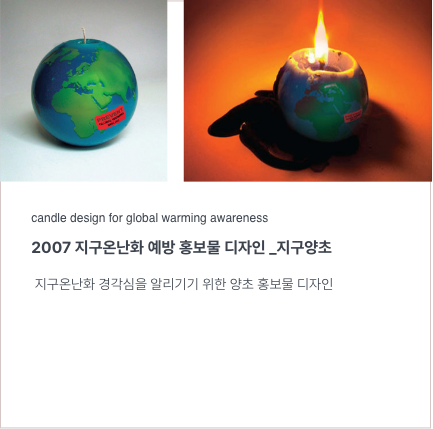 candle design for global warming awareness
2007 지구온난화 예방 홍보물 디자인 _지구양초
지구온난화 경각심을 알리기기 위한 양초 홍보물 디자인